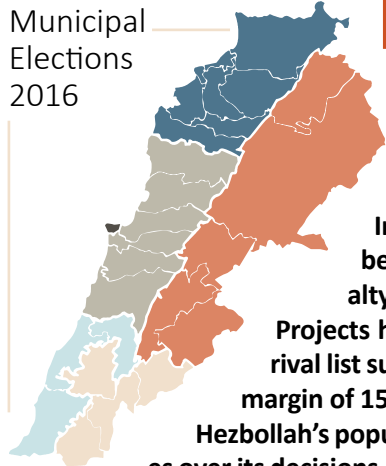 Municipal
Elections
2016
In
be
alty
Projects h
rival list su
margin of 15
Hezbollah's popu
es over its decisions